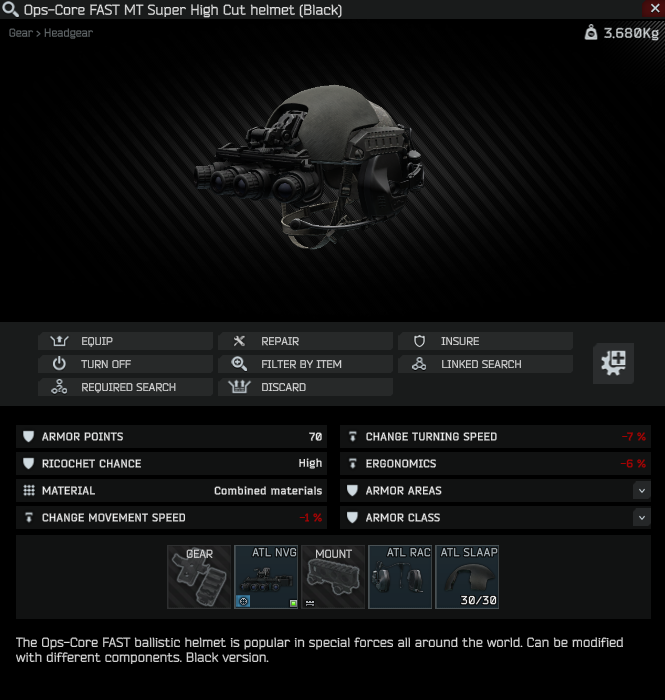 Ops-Core FAST MT Super High Cut helmet (Black)
Gear > Headgear
3.680Kg
EQUIP
REPAIR
INSURE
TURN OFF
FILTER BY ITEM
LINKED SEARCH
REQUIRED SEARCH
DISCARD
ARMOR POINTS 70
CHANGE TURNING SPEED -7 %
RICOCHET CHANCE High
ERGONOMICS -6 %
MATERIAL Combined materials
ARMOR AREAS
CHANGE MOVEMENT SPEED -1 %
ARMOR CLASS
GEAR
ATL NVG
MOUNT
ATL RAC
ATL SLAAP
30/30
The Ops-Core FAST ballistic helmet is popular in special forces all around the world. Can be modified
with different components. Black version.